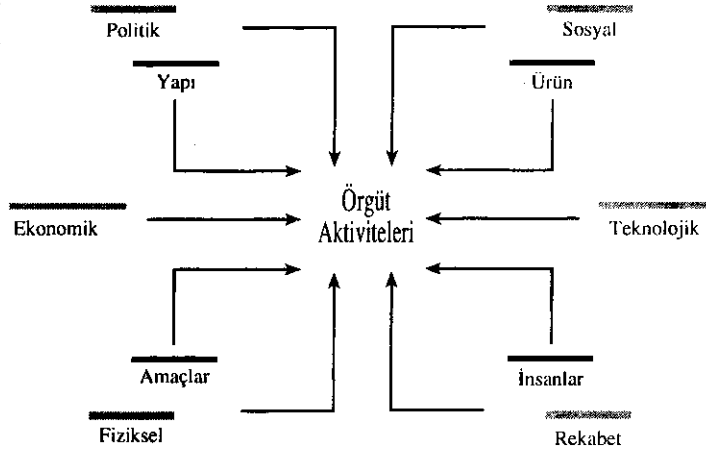 Politik
Sosyal
Yapı
Ürün
Örgüt
Aktiviteleri
Ekonomik
Teknolojik
Amaçlar
İnsanlar
Fiziksel
Rekabet